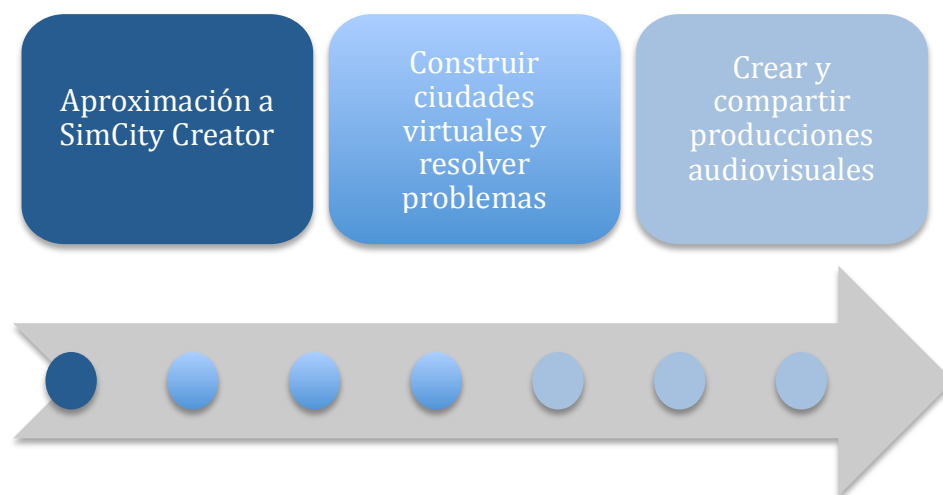 Aproximación a
SimCity Creator
Construir
ciudades
virtuales y
resolver
problemas
Crear y
compartir
producciones
audiovisuales